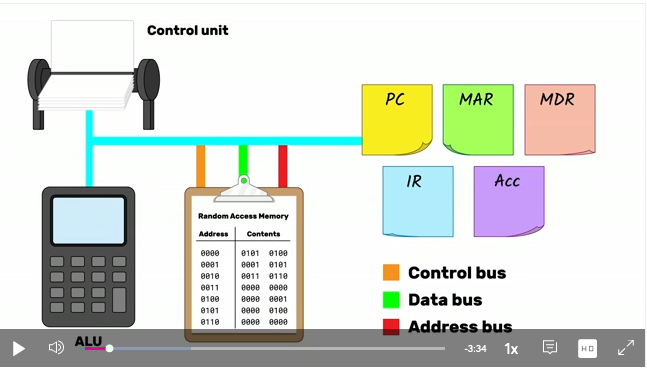 Control unit
PC
MAR
MDR
IR
Acc
Random Access Memory
Address Contents
0000 0101 0100
0001 0001 0101
0010 0011 0110
0011 0000 0000
0100 0000 0001
0101 0000 0100
0110 0000 0000
Control bus
Data bus
Address bus
ALU
-3:34
1x
HD